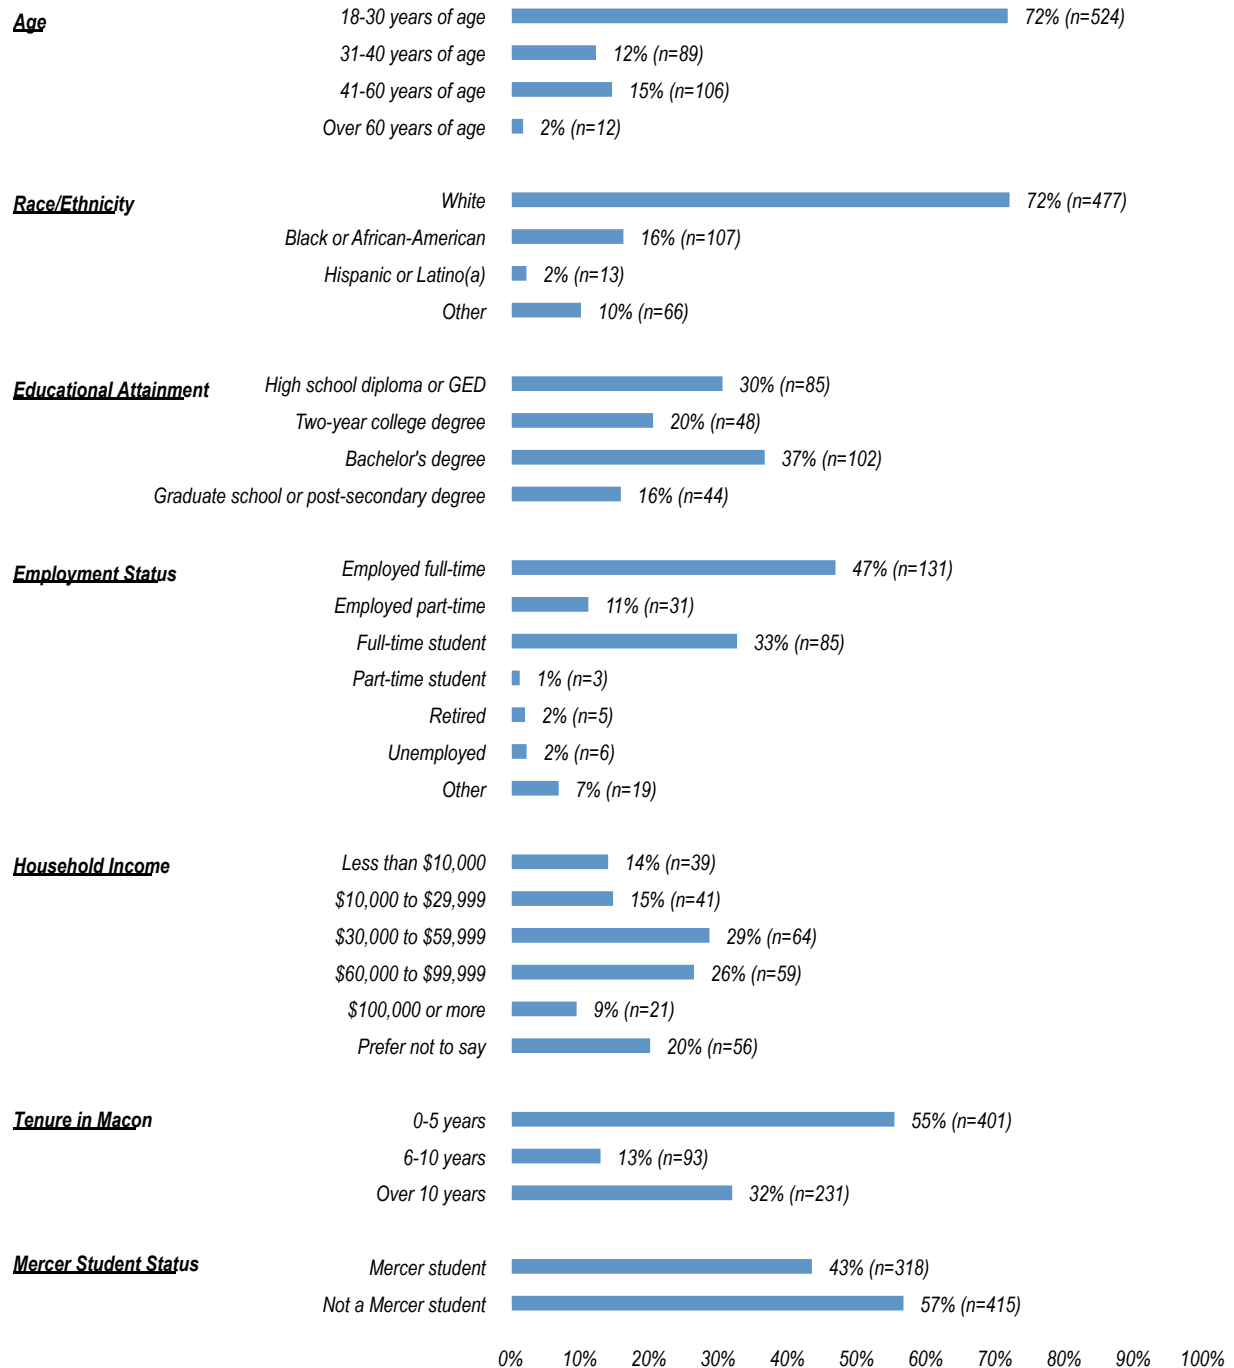 Age
18-30 years of age 72% (n=524)
31-40 years of age 12% (n=89)
41-60 years of age 15% (n=106)
Over 60 years of age 2% (n=12)
Race/Ethnicity
White 72% (n=477)
Black or African-American 16% (n=107)
Hispanic or Latino(a) 2% (n=13)
Other 10% (n=66)
Educational Attainment
High school diploma or GED 30% (n=85)
Two-year college degree 20% (n=48)
Bachelor's degree 37% (n=102)
Graduate school or post-secondary degree 16% (n=44)
Employment Status
Employed full-time 47% (n=131)
Employed part-time 11% (n=31)
Full-time student 33% (n=85)
Part-time student 1% (n=3)
Retired 2% (n=5)
Unemployed 2% (n=6)
Other 7% (n=19)
Household Income
Less than $10,000 14% (n=39)
$10,000 to $29,999 15% (n=41)
$30,000 to $59,999 29% (n=64)
$60,000 to $99,999 26% (n=59)
$100,000 or more 9% (n=21)
Prefer not to say 20% (n=56)
Tenure in Macon
0-5 years 55% (n=401)
6-10 years 13% (n=93)
Over 10 years 32% (n=231)
Mercer Student Status
Mercer student 43% (n=318)
Not a Mercer student 57% (n=415)
0% 10% 20% 30% 40% 50% 60% 70% 80% 90% 100%